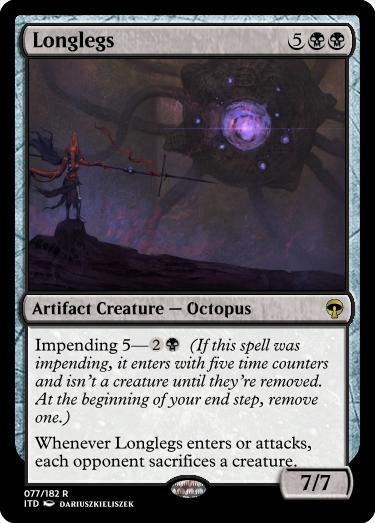 Longlegs 5
Artifact Creature — Octopus
Impending 5—2 (If this spell was
impending, it enters with five time counters
and isn't a creature until they're removed.
At the beginning of your end step, remove
one.)
Whenever Longlegs enters or attacks,
each opponent sacrifices a creature.
7/7
077/182 R
ITD DARIUSZKIELISZEK